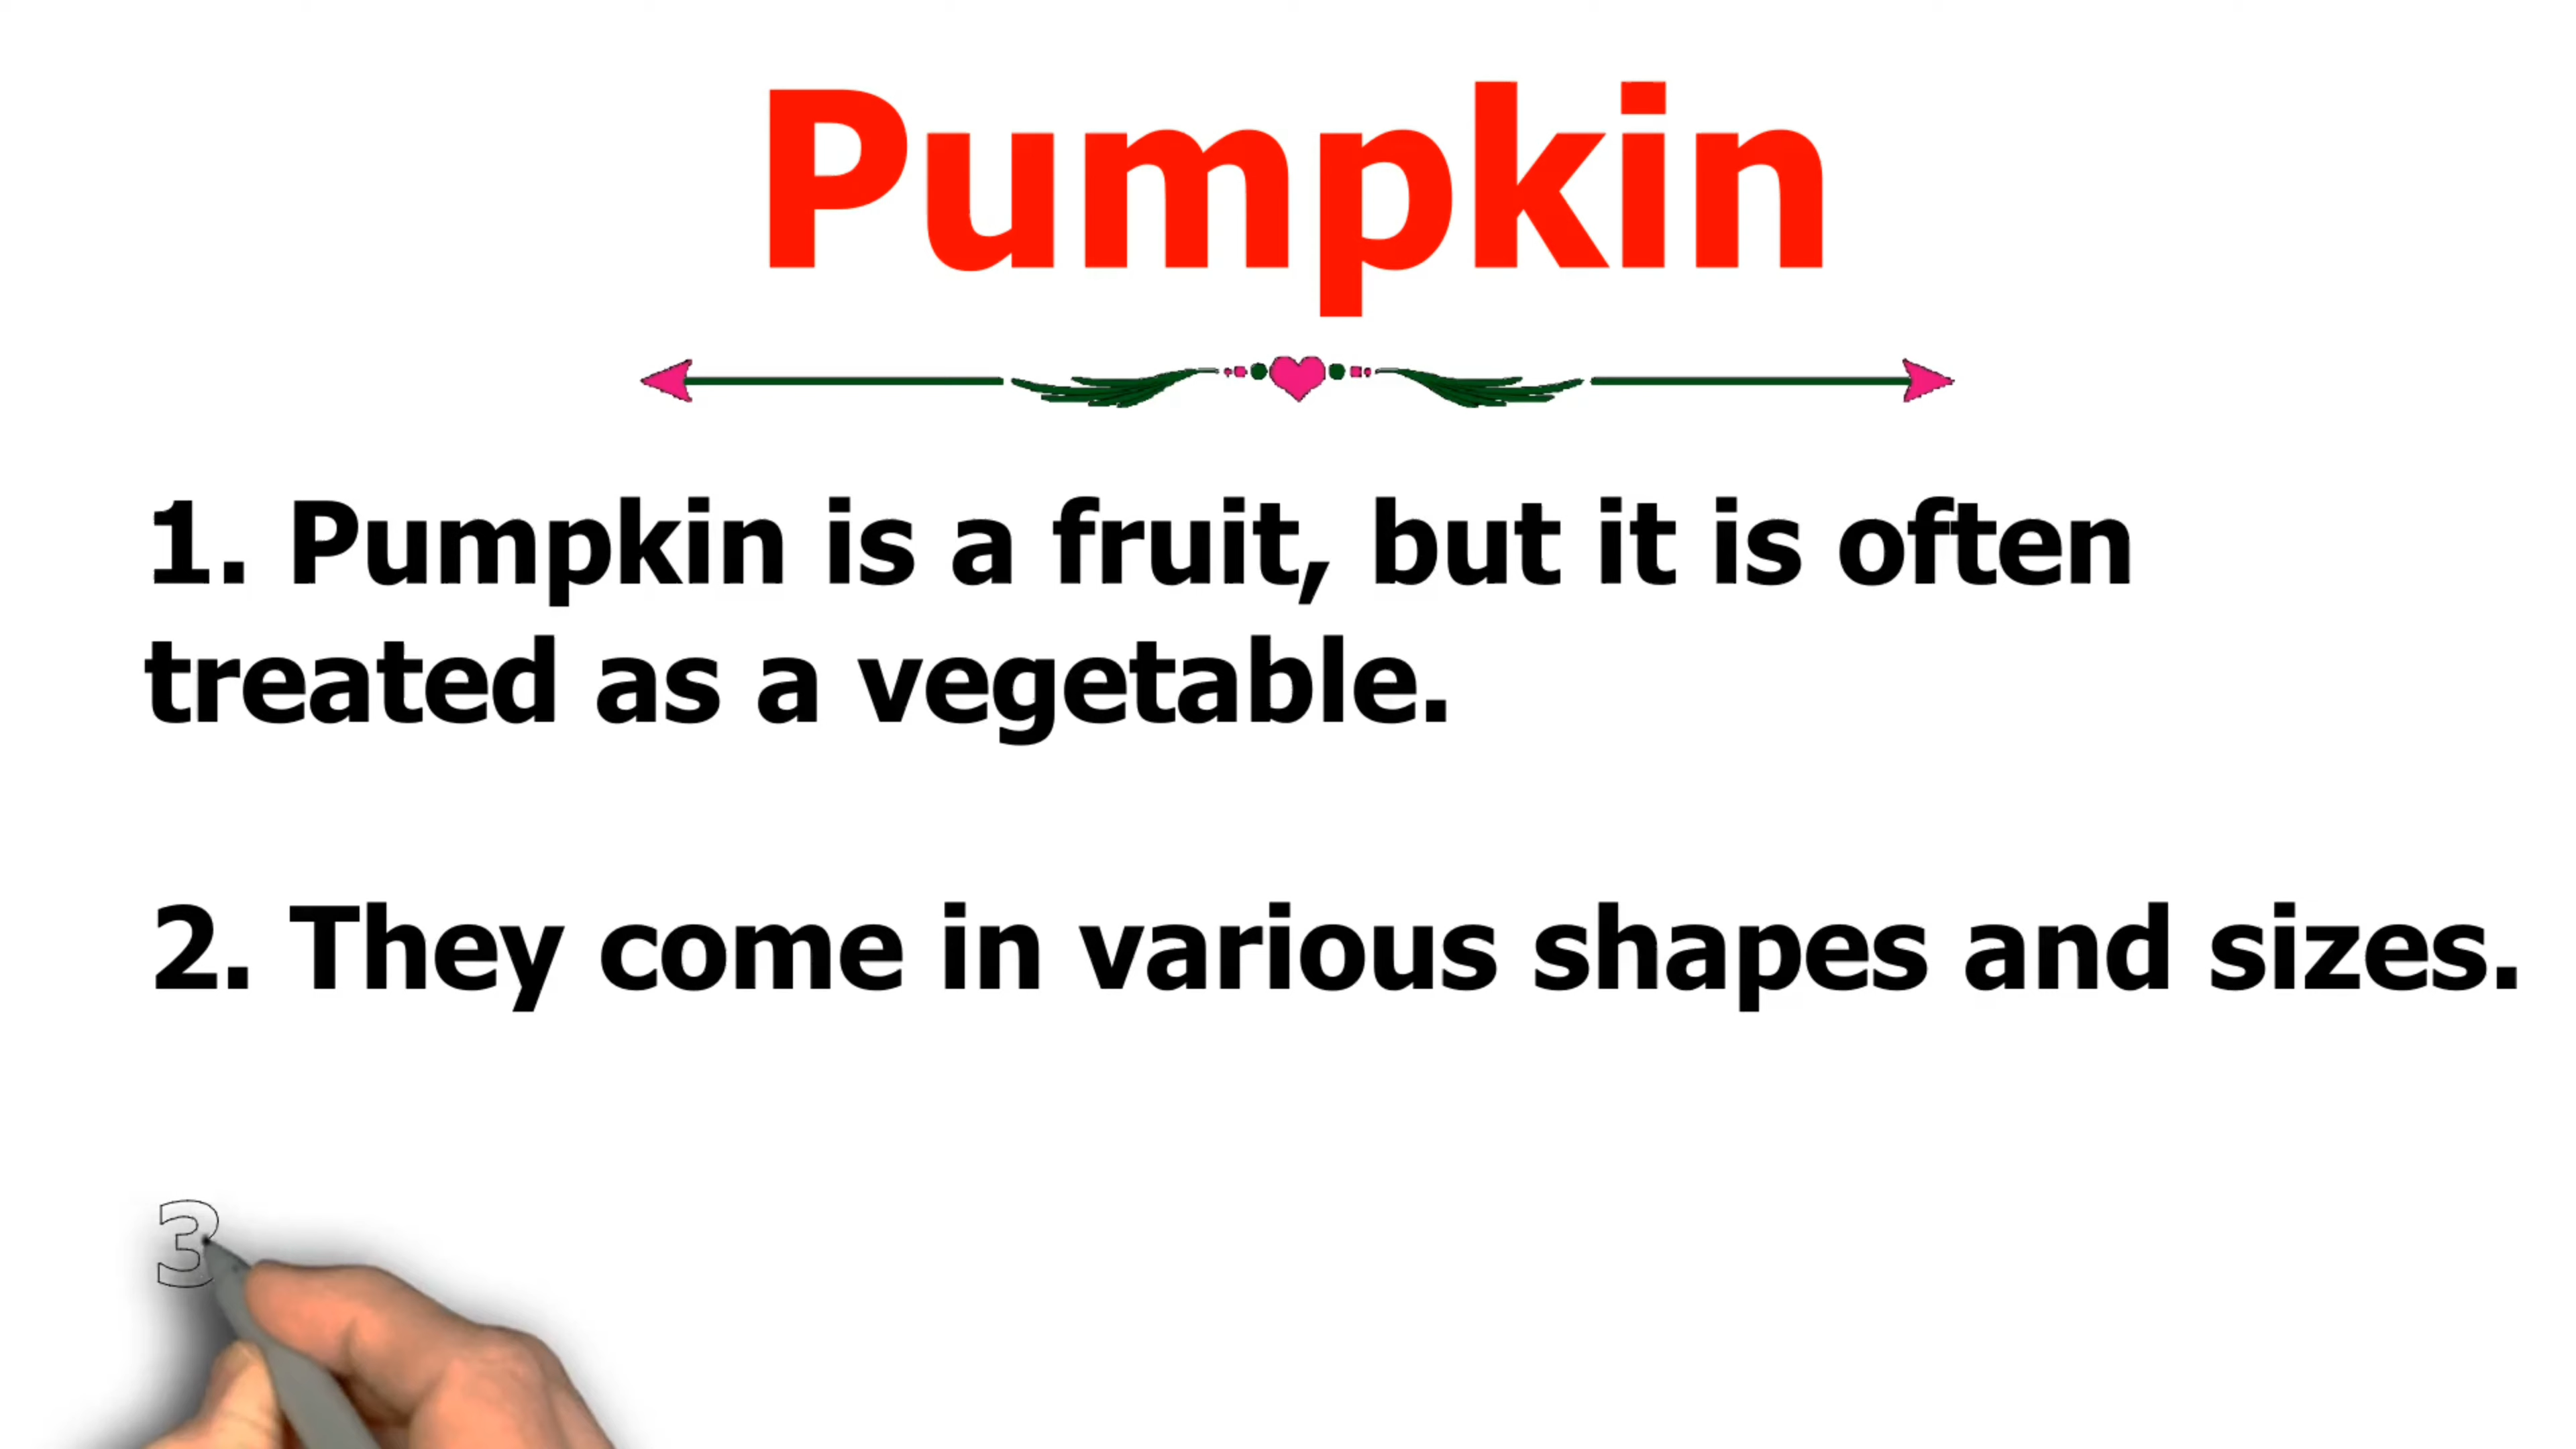 Pumpkin
1. Pumpkin is a fruit, but it is often
treated as a vegetable.
2. They come in various shapes and sizes.
3